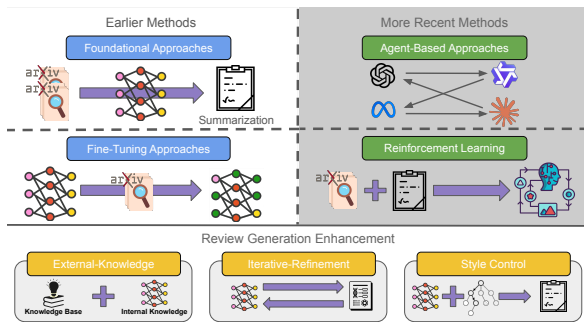 Earlier Methods
More Recent Methods
Foundational Approaches
Agent-Based Approaches
arXiv
arXiv
Summarization
Fine-Tuning Approaches
Reinforcement Learning
arXiv
arXiv
Review Generation Enhancement
External-Knowledge
Iterative-Refinement
Style Control
Knowledge Base
Internal Knowledge